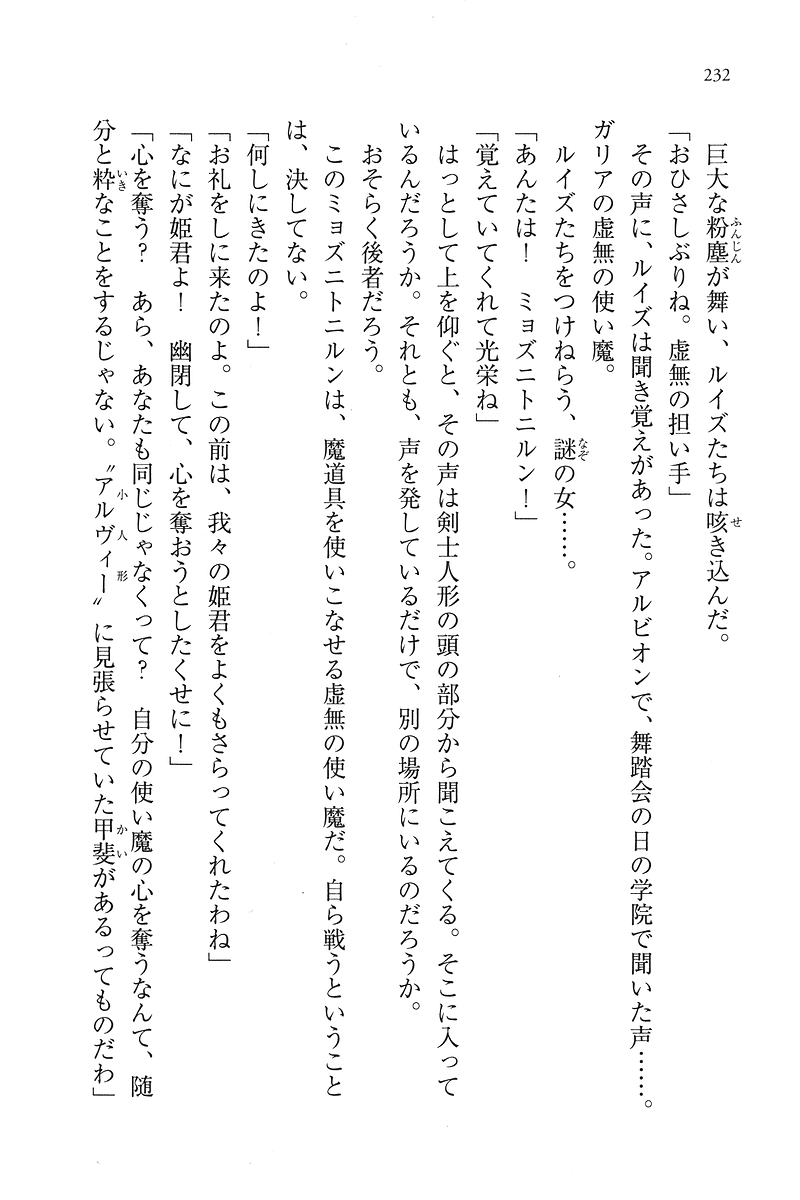 232
巨大な粉塵が舞い、ルイズたちは咳き込んだ。
「おひさしぶりね。虚無の担い手」
その声に、ルイズは聞き覚えがあった。アルビオンで、舞踏会の日の学院で聞いた声……。
ガリアの虚無の使い魔。
ルイズたちをつけねらう、謎の女……。
「あんたは！　ミョズニトニルン！」
「覚えていてくれて光栄ね」
はっとして上を仰ぐと、その声は剣士人形の頭の部分から聞こえてくる。そこに入って
いるんだろうか。それとも、声を発しているだけで、別の場所にいるのだろうか。
おそらく後者だろう。
このミョズニトニルンは、魔道具を使いこなせる虚無の使い魔だ。自ら戦うということ
は、決してない。
「何しにきたのよ！」
「お礼をしに来たのよ。この前は、我々の姫君をよくもさらってくれたわね」
「なにが姫君よ！　幽閉して、心を奪おうとしたくせに！」
「心を奪う？　あら、あなたも同じじゃなくって？　自分の使い魔の心を奪うなんて、随
分と粋なことをするじゃない。〝アルヴィー〟に見張らせていた甲斐があるってものだわ」